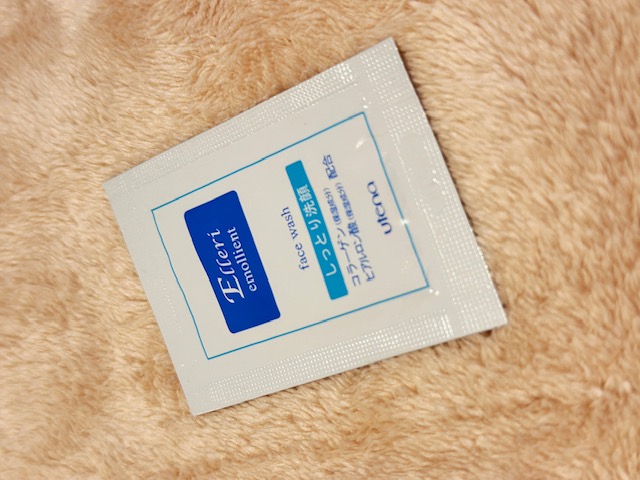 Elleri
emollient
face wash
しっとり洗顔
コラーゲン(保湿成分)
ヒアルロン酸(保湿成分) 配合
utena